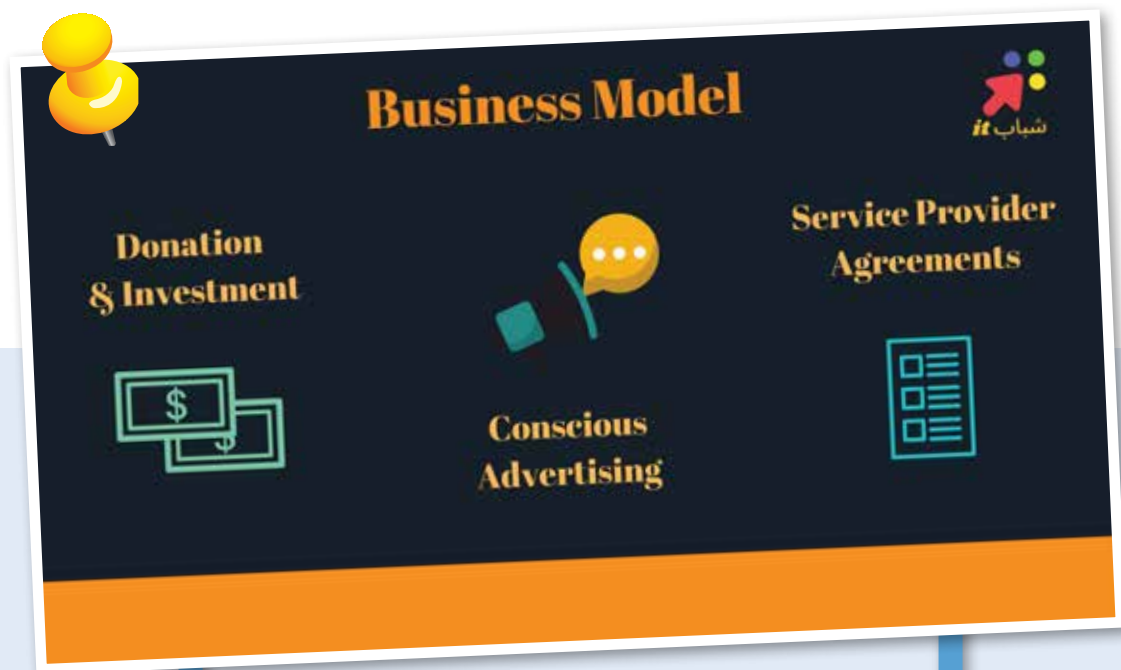 Business Model
شباب it
Donation
& Investment
$
$
Conscious
Advertising
Service Provider
Agreements